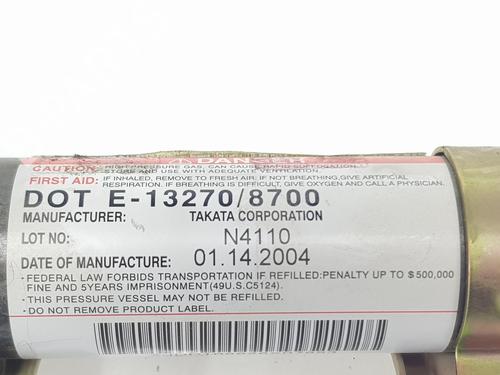 DANGER
CAUTION: HIGH PRESSURE GAS, CAN CAUSE RAPID SUFFOCATION.
STORE AND USE WITH ADEQUATE VENTILATION.
FIRST AID: IF INHALED, REMOVE TO FRESH AIR. IF NOT BREATHING,GIVE ARTIFICIAL
RESPIRATION. IF BREATHING IS DIFFICULT, GIVE OXYGEN AND CALL A PHYSICIAN.
DOT E-13270/8700
MANUFACTURER: TAKATA CORPORATION
LOT NO: N4110
DATE OF MANUFACTURE: 01.14.2004
•FEDERAL LAW FORBIDS TRANSPORTATION IF REFILLED:PENALTY UP TO $500,000
FINE AND 5YEARS IMPRISONMENT(49U.S.C5124).
•THIS PRESSURE VESSEL MAY NOT BE REFILLED.
•DO NOT REMOVE PRODUCT LABEL.